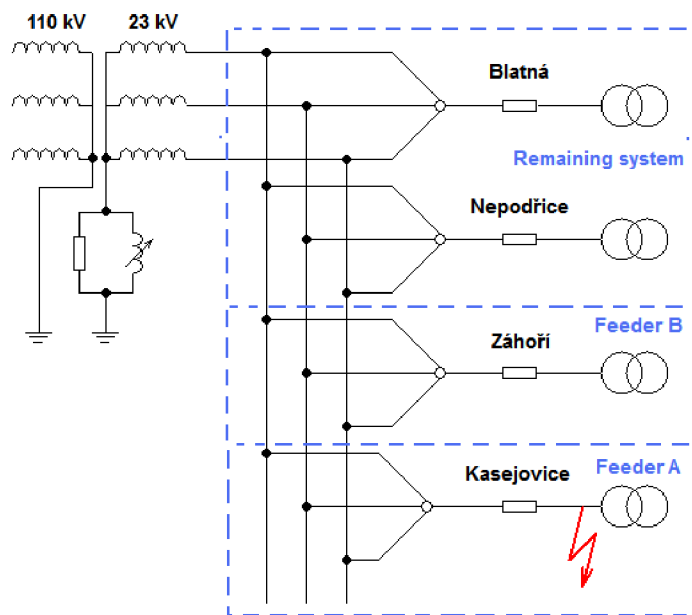 110 kV
23 kV
Blatná
Remaining system
Nepodřice
Feeder B
Záhoří
Kasejovice
Feeder A